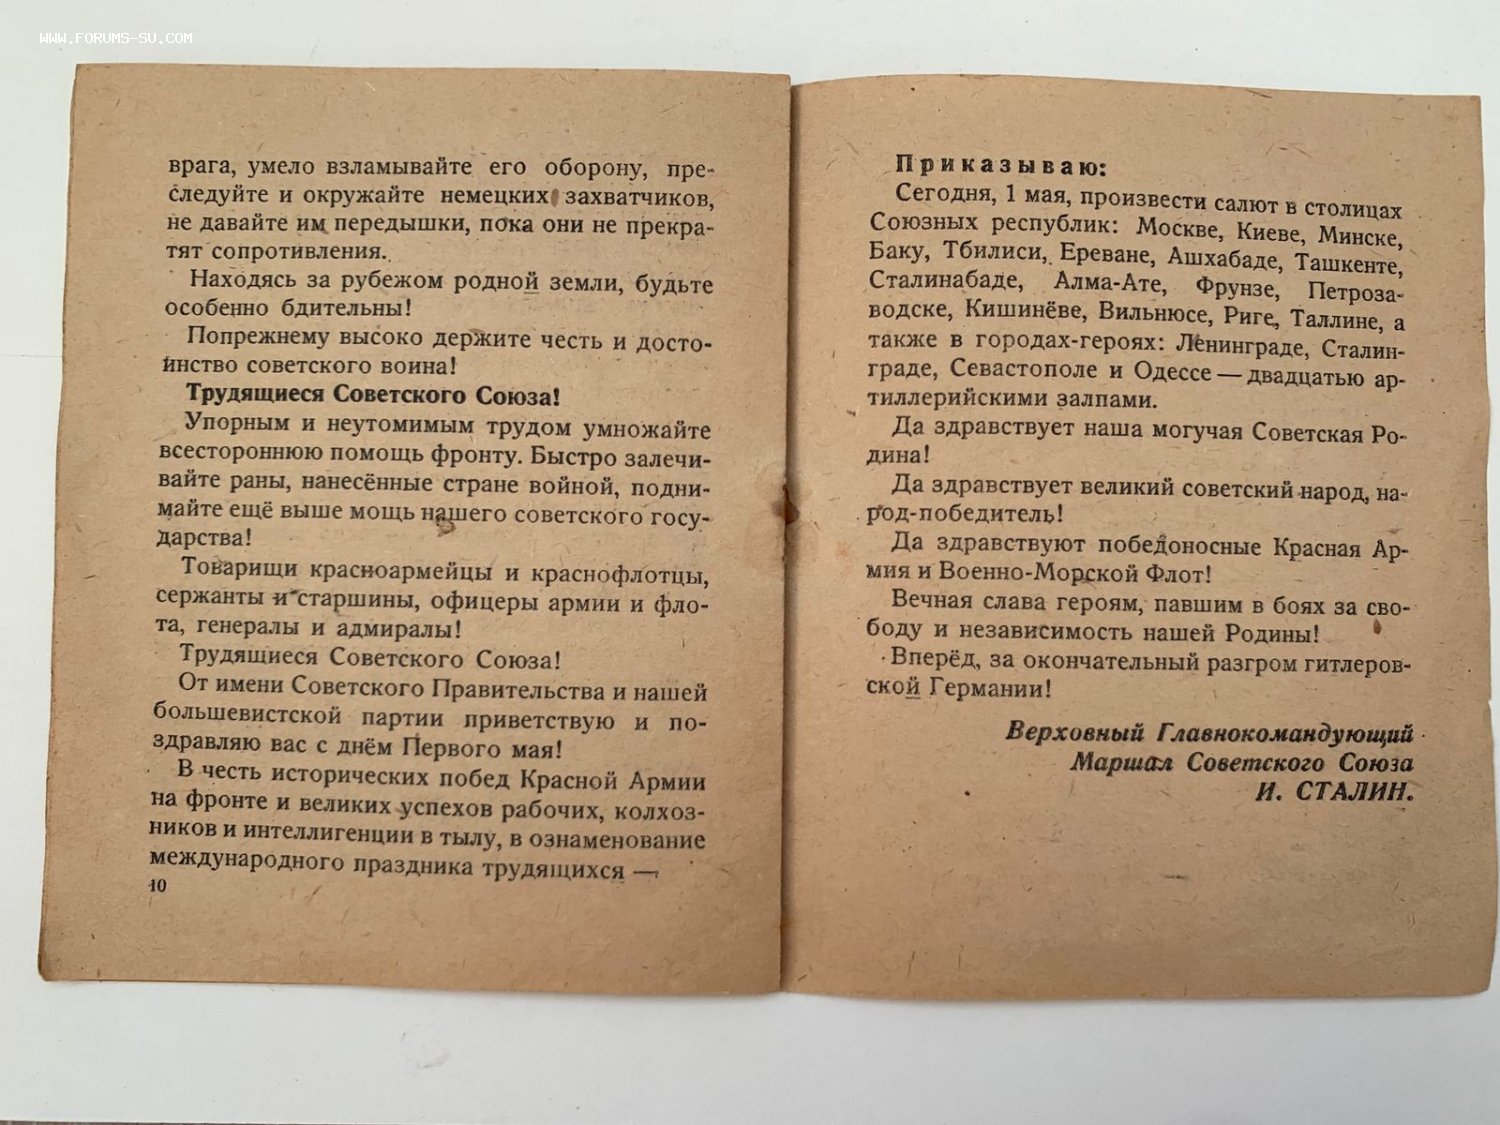 WWW.FORUMS-SU.COM
врага, умело взламывайте его оборону, пре-
следуйте и окружайте немецких захватчиков,
не давайте им передышки, пока они не прекра-
тят сопротивления.
Находясь за рубежом родной земли, будьте
особенно бдительны!
Попрежнему высоко держите честь и досто-
инство советского воина!
Трудящиеся Советского Союза!
Упорным и неутомимым трудом умножайте
всестороннюю помощь фронту. Быстро залечи-
вайте раны, нанесённые стране войной, подни-
майте ещё выше мощь нашего советского госу-
дарства!
Товарищи красноармейцы и краснофлотцы,
сержанты и старшины, офицеры армии и фло-
та, генералы и адмиралы!
Трудящиеся Советского Союза!
От имени Советского Правительства и нашей
большевистской партии приветствую и по-
здравляю вас с днём Первого мая!
В честь исторических побед Красной Армии
на фронте и великих успехов рабочих, колхоз-
ников и интеллигенции в тылу, в ознаменование
международного праздника трудящихся —
10
Приказываю:
Сегодня, 1 мая, произвести салют в столицах
Союзных республик: Москве, Киеве, Минске,
Баку, Тбилиси, Ереване, Ашхабаде, Ташкенте,
Сталинабаде, Алма-Ате, Фрунзе, Петроза-
водске, Кишинёве, Вильнюсе, Риге, Таллине, а
также в городах-героях: Ленинграде, Сталин-
граде, Севастополе и Одессе — двадцатью ар-
тиллерийскими залпами.
Да здравствует наша могучая Советская Ро-
дина!
Да здравствует великий советский народ, на-
род-победитель!
Да здравствуют победоносные Красная Ар-
мия и Военно-Морской Флот!
Вечная слава героям, павшим в боях за сво-
боду и независимость нашей Родины!
Вперёд, за окончательный разгром гитлеров-
ской Германии!
Верховный Главнокомандующий
Маршал Советского Союза
И. СТАЛИН.